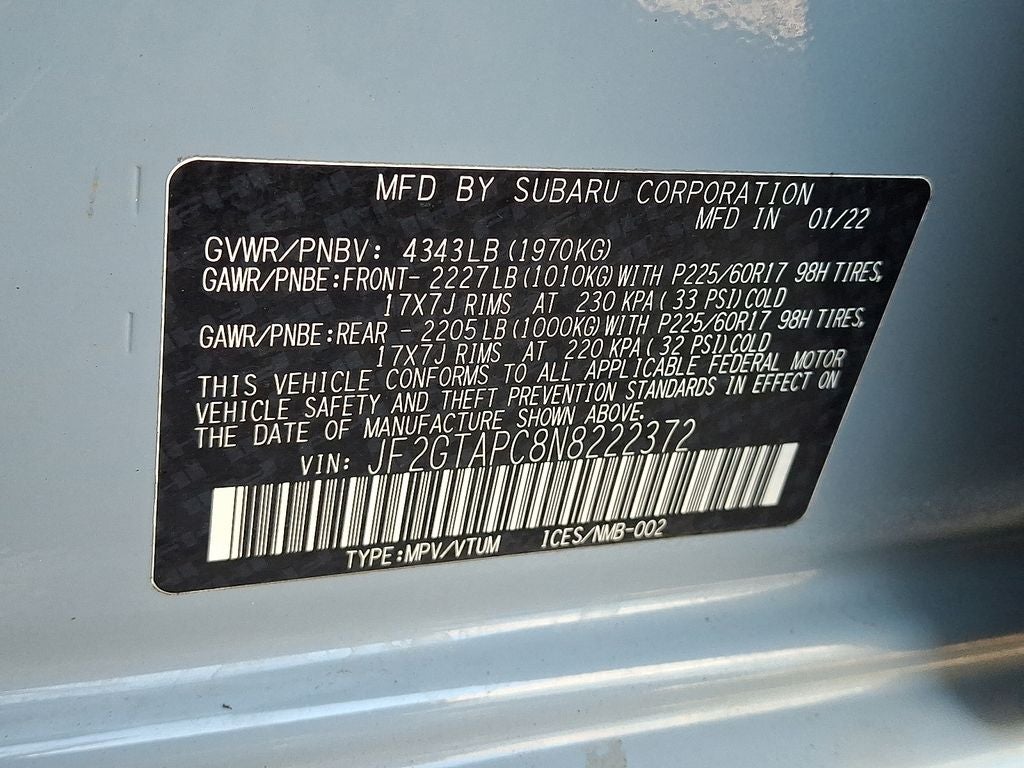 MFD BY SUBARU CORPORATION
MFD IN 01/22
GVWR/PNBV: 4343LB (1970KG)
GAWR/PNBE:FRONT- 2227LB (1010KG) WITH P225/60R17 98H TIRES,
17X7J RIMS AT 230 KPA ( 33 PSI) COLD
GAWR/PNBE:REAR - 2205LB (1000KG) WITH P225/60R17 98H TIRES,
17X7J RIMS AT 220 KPA ( 32 PSI) COLD
THIS VEHICLE CONFORMS TO ALL APPLICABLE FEDERAL MOTOR
VEHICLE SAFETY AND THEFT PREVENTION STANDARDS IN EFFECT ON
THE DATE OF MANUFACTURE SHOWN ABOVE.
VIN: JF2GTAPC8N8222372
TYPE:MPV/VTUM ICES/NMB-002